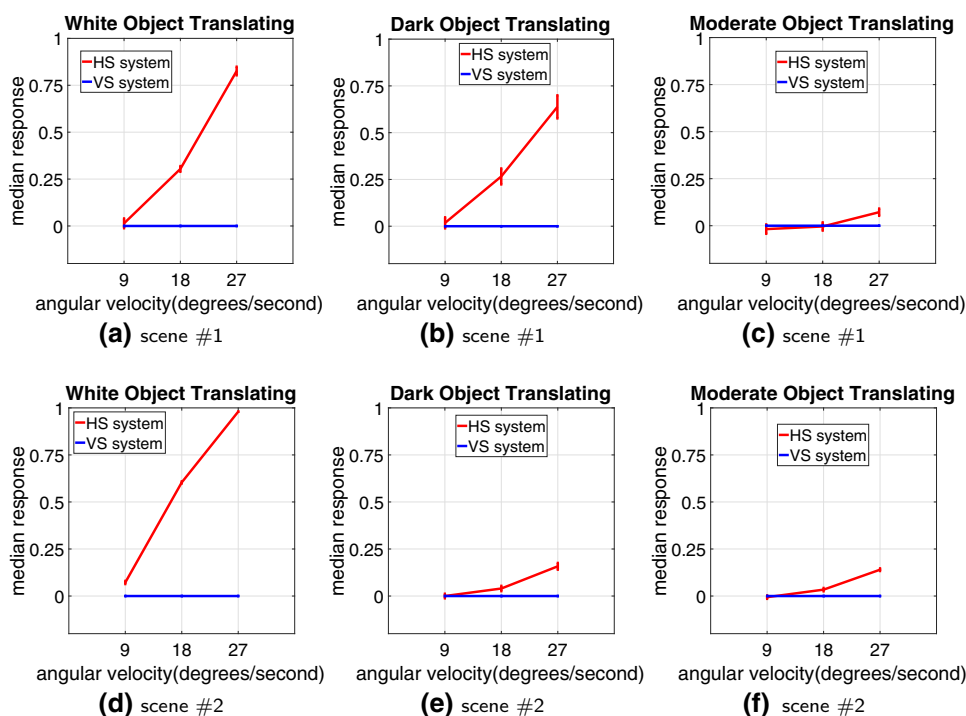 White Object Translating
HS system
VS system
1
0.75
0.5
0.25
0
median response
9 18 27
angular velocity(degrees/second)
(a) scene #1
Dark Object Translating
HS system
VS system
1
0.75
0.5
0.25
0
median response
9 18 27
angular velocity(degrees/second)
(b) scene #1
Moderate Object Translating
HS system
VS system
1
0.75
0.5
0.25
0
median response
9 18 27
angular velocity(degrees/second)
(c) scene #1
White Object Translating
HS system
VS system
1
0.75
0.5
0.25
0
median response
9 18 27
angular velocity(degrees/second)
(d) scene #2
Dark Object Translating
HS system
VS system
1
0.75
0.5
0.25
0
median response
9 18 27
angular velocity(degrees/second)
(e) scene #2
Moderate Object Translating
HS system
VS system
1
0.75
0.5
0.25
0
median response
9 18 27
angular velocity(degrees/second)
(f) scene #2